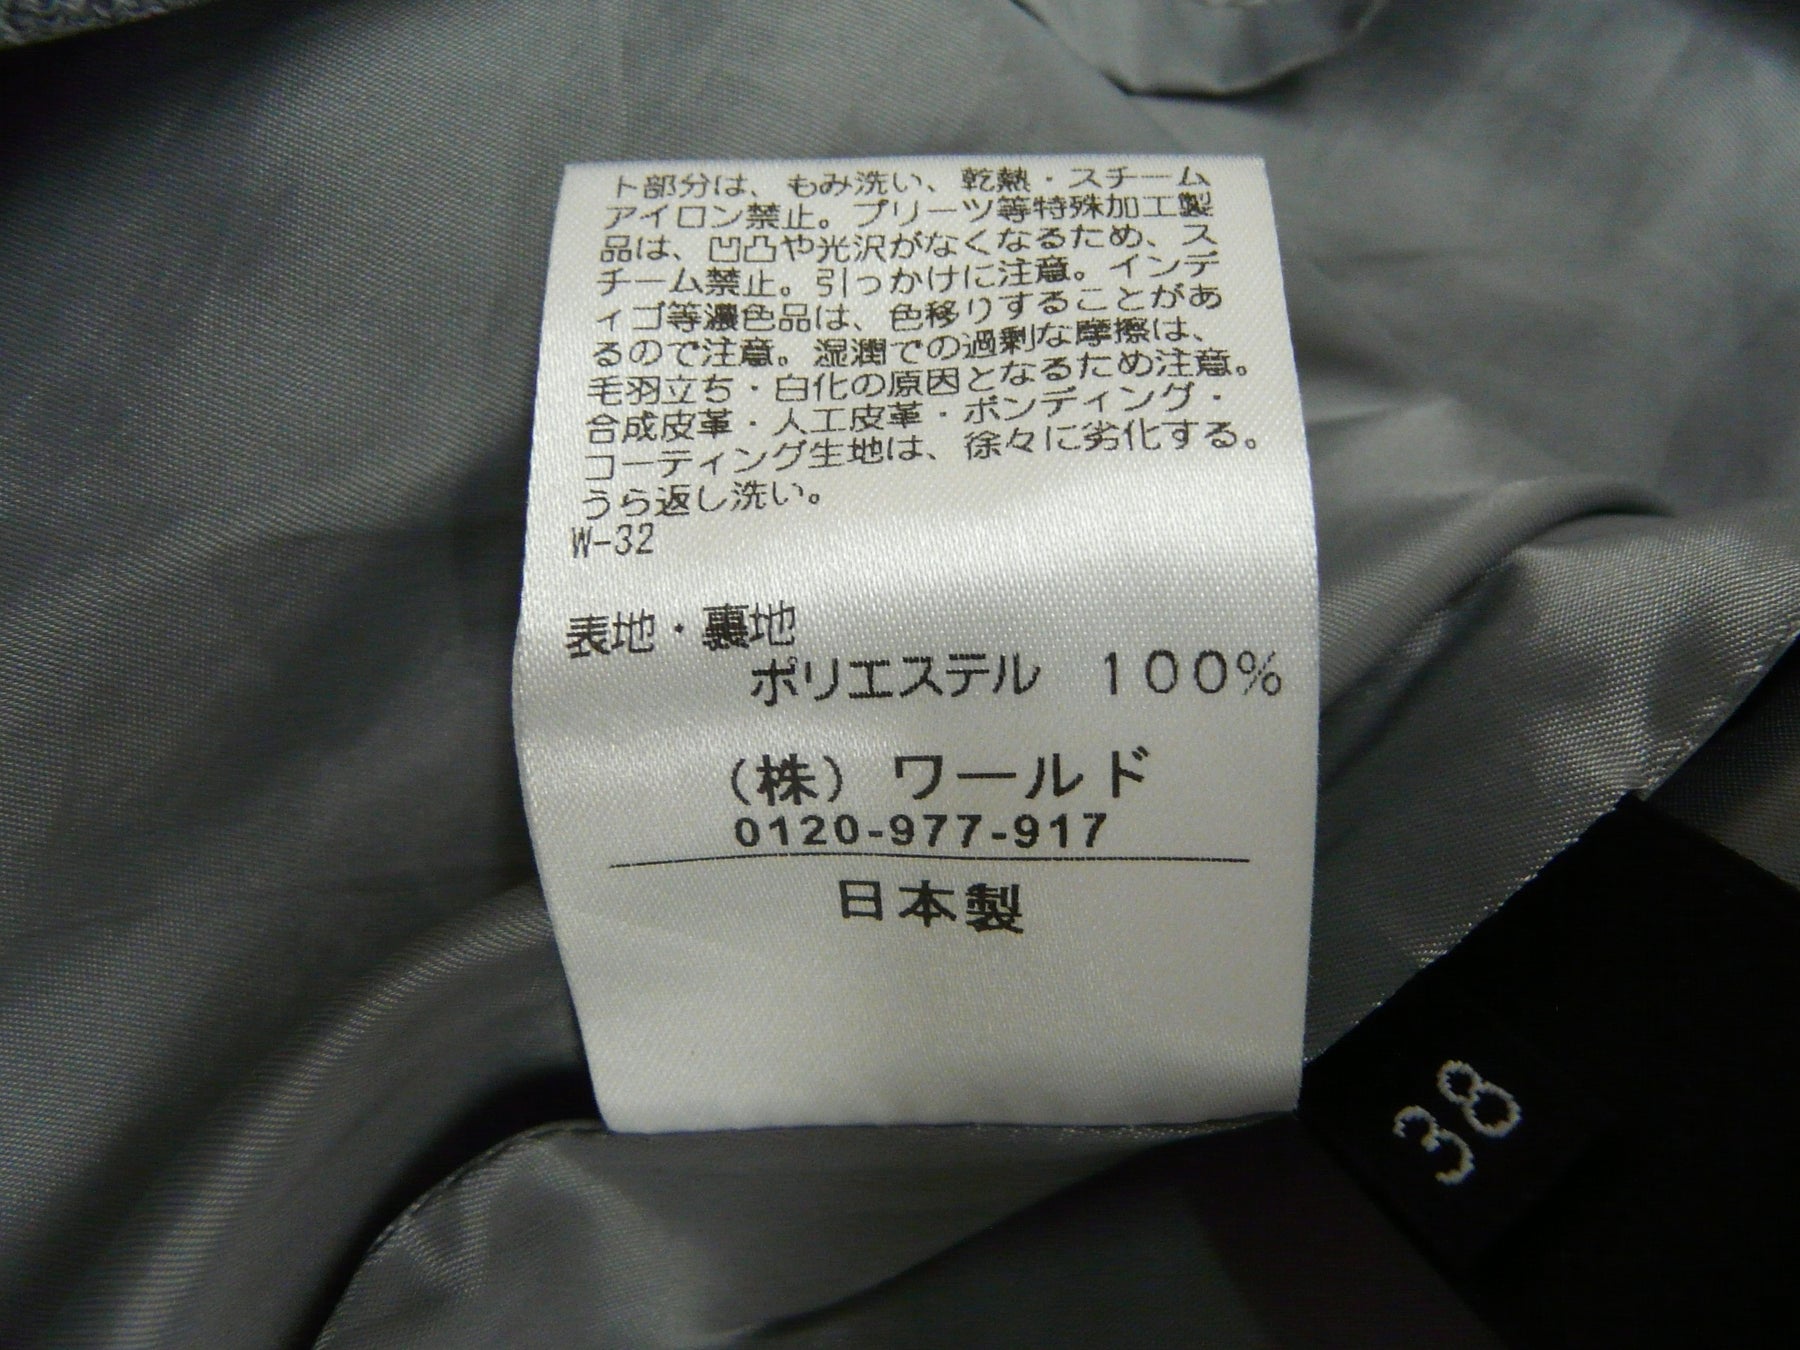 ト部分は、もみ洗い、乾熱・スチーム
アイロン禁止。プリーツ等特殊加工製
品は、凹凸や光沢がなくなるため、ス
チーム禁止。引っかけに注意。インデ
ィゴ等濃色品は、色移りすることがあ
るので注意。湿潤での過剰な摩擦は、
毛羽立ち・白化の原因となるため注意。
合成皮革・人工皮革・ボンディング・
コーティング生地は、徐々に劣化する。
うら返し洗い。
W-32
表地・裏地
ポリエステル 100%
(株) ワールド
0120-977-917
日本製
38